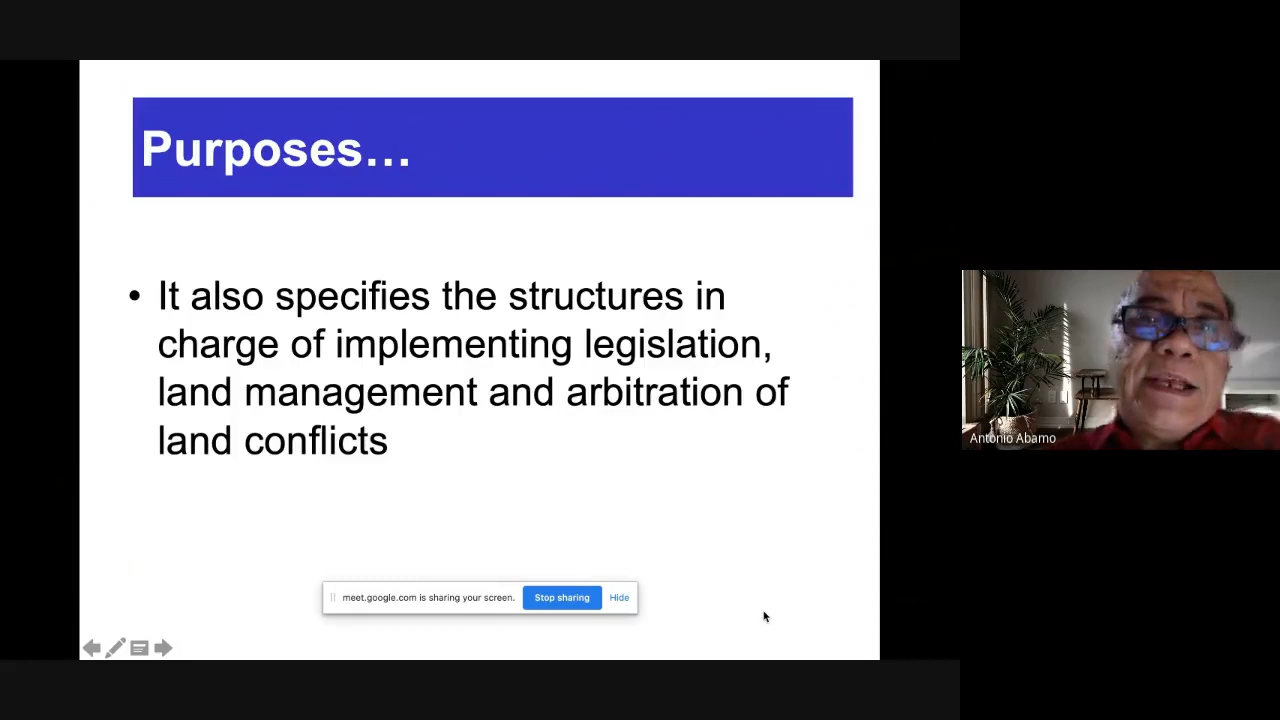 Purposes…
• It also specifies the structures in
charge of implementing legislation,
land management and arbitration of
land conflicts
meet.google.com is sharing your screen. Stop sharing Hide
Antonio Abamo